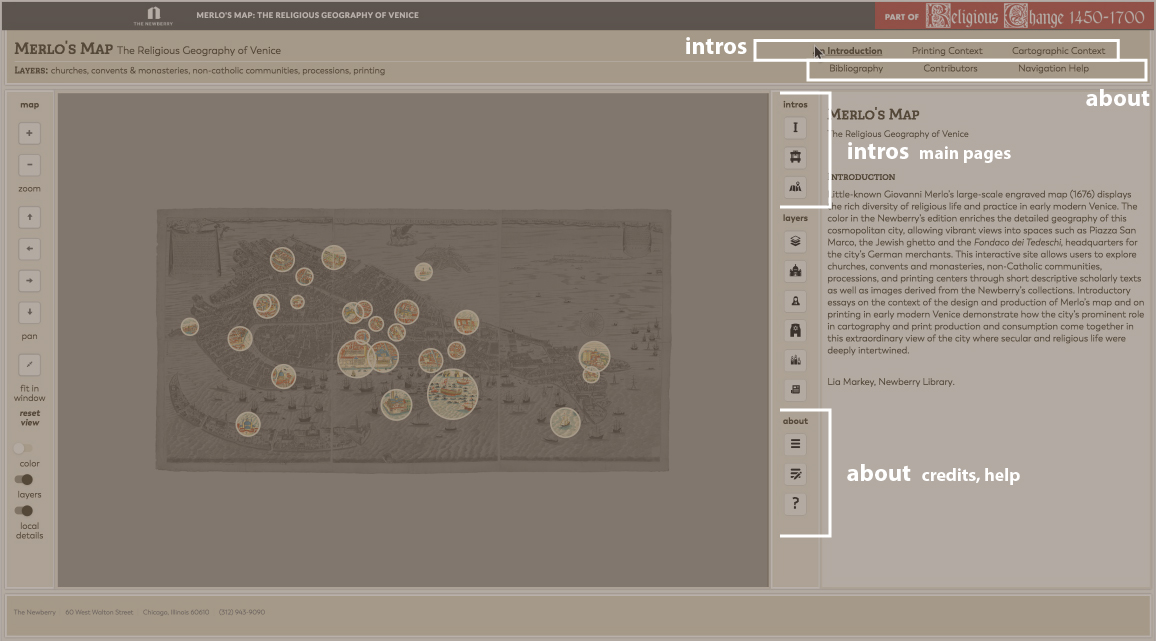 THE NEWBERRY
MERLO'S MAP: THE RELIGIOUS GEOGRAPHY OF VENICE
PART OF Religious Change 1450-1700
MERLO'S MAP The Religious Geography of Venice
LAYERS: churches, convents & monasteries, non-catholic communities, processions, printing
intros
Introduction Printing Context Cartographic Context
Bibliography Contributors Navigation Help
about
map
+
-
zoom
pan
fit in
window
reset
view
color
layers
local
details
intros
I
layers
about
?
intros main pages
about credits, help
MERLO'S MAP
The Religious Geography of Venice
INTRODUCTION
Little-known Giovanni Merlo's large-scale engraved map (1676) displays
the rich diversity of religious life and practice in early modern Venice. The
color in the Newberry's edition enriches the detailed geography of this
cosmopolitan city, allowing vibrant views into spaces such as Piazza San
Marco, the Jewish ghetto and the Fondaco dei Tedeschi, headquarters for
the city's German merchants. This interactive site allows users to explore
churches, convents and monasteries, non-Catholic communities,
processions, and printing centers through short descriptive scholarly texts
as well as images derived from the Newberry's collections. Introductory
essays on the context of the design and production of Merlo's map and on
printing in early modern Venice demonstrate how the city's prominent role
in cartography and print production and consumption come together in
this extraordinary view of the city where secular and religious life were
deeply intertwined.
Lia Markey, Newberry Library.
The Newberry 60 West Walton Street Chicago, Illinois 60610 (312) 943-9090